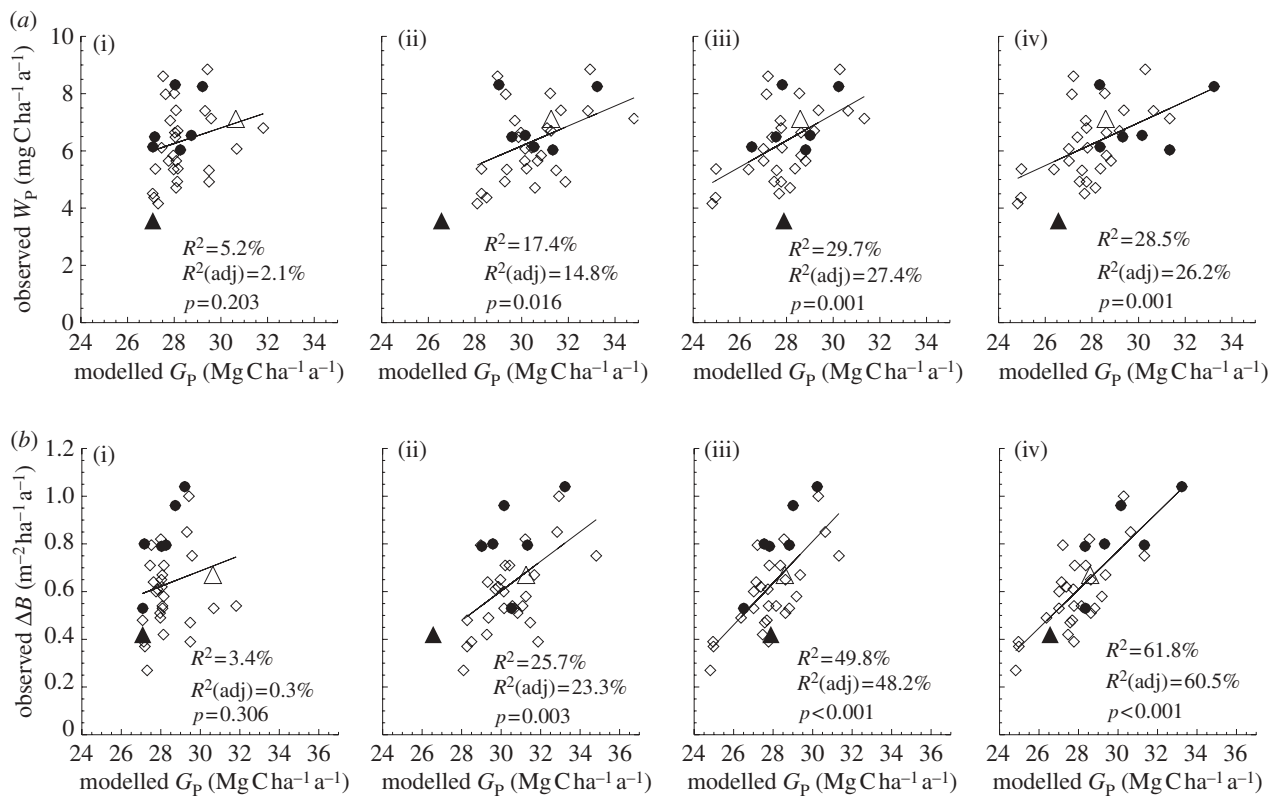 (a)
10
8
6
4
2
0
observed WP (mg C ha−1 a−1)
(i)
R2=5.2%
R2(adj)=2.1%
p=0.203
24 26 28 30 32 34
modelled GP (Mg C ha−1 a−1)
(ii)
R2=17.4%
R2(adj)=14.8%
p=0.016
24 26 28 30 32 34
modelled GP (Mg C ha−1 a−1)
(iii)
R2=29.7%
R2(adj)=27.4%
p=0.001
24 26 28 30 32 34
modelled GP (Mg C ha−1 a−1)
(iv)
R2=28.5%
R2(adj)=26.2%
p=0.001
24 26 28 30 32 34
modelled GP (Mg C ha−1 a−1)
(b)
1.2
1.0
0.8
0.6
0.4
0.2
0
observed ΔB (m−2 ha−1 a−1)
(i)
R2=3.4%
R2(adj)=0.3%
p=0.306
24 26 28 30 32 34 36
modelled GP (Mg C ha−1 a−1)
(ii)
R2=25.7%
R2(adj)=23.3%
p=0.003
24 26 28 30 32 34 36
modelled GP (Mg C ha−1 a−1)
(iii)
R2=49.8%
R2(adj)=48.2%
p<0.001
24 26 28 30 32 34 36
modelled GP (Mg C ha−1 a−1)
(iv)
R2=61.8%
R2(adj)=60.5%
p<0.001
24 26 28 30 32 34 36
modelled GP (Mg C ha−1 a−1)